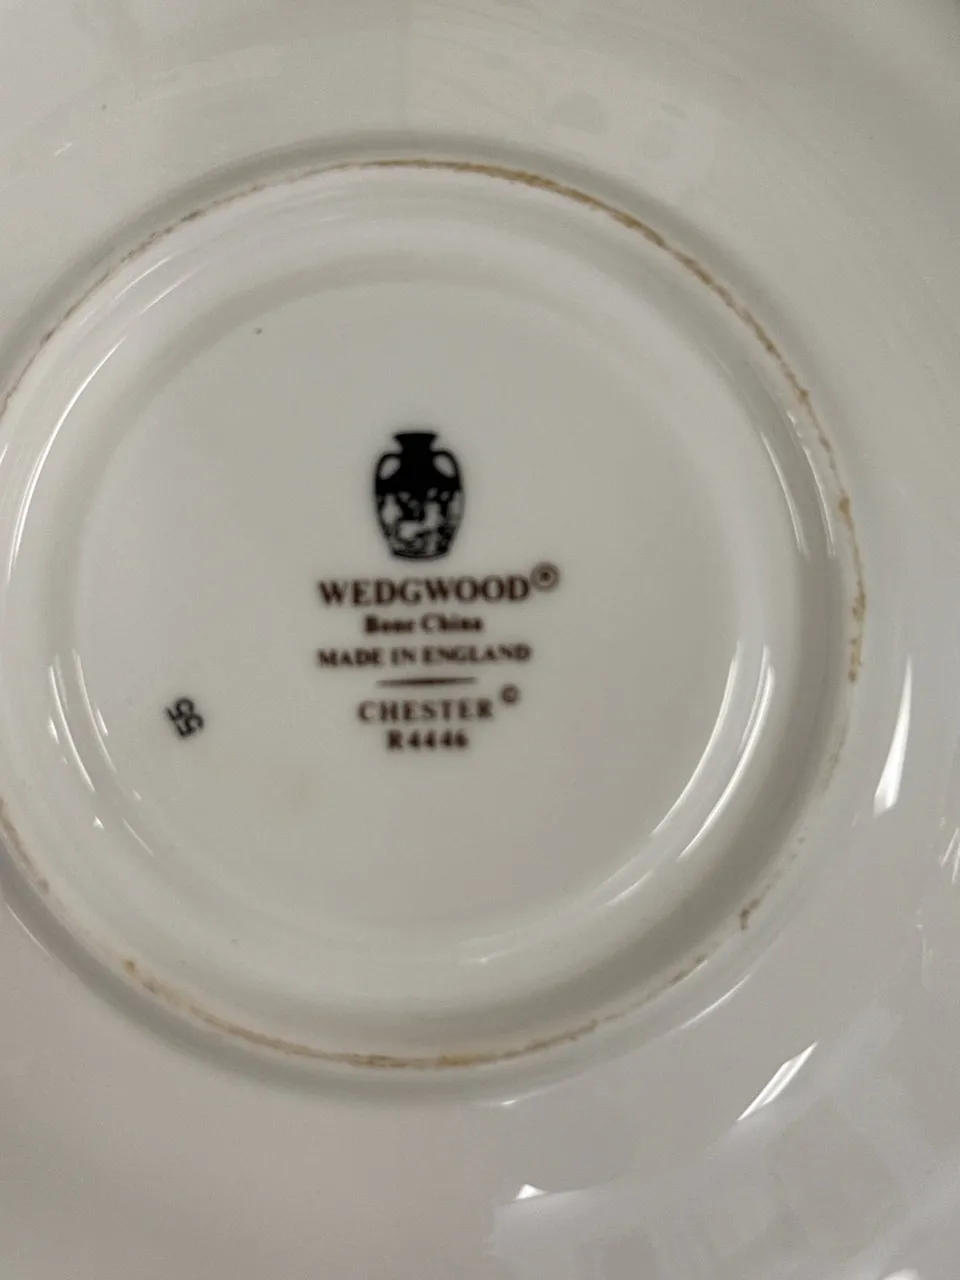 WEDGWOOD®
Bone China
MADE IN ENGLAND
CHESTER ©
R4446
55